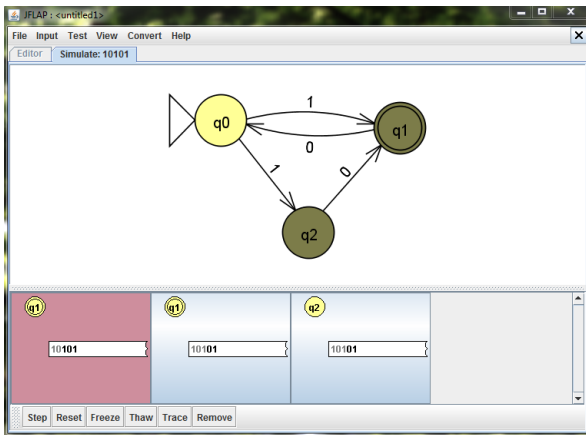 JFLAP : <untitled1>
File Input Test View Convert Help
Editor Simulate: 10101
1
q0
q1
0
1
0
q2
q1 q1 q2
10101 10101 10101
Step Reset Freeze Thaw Trace Remove